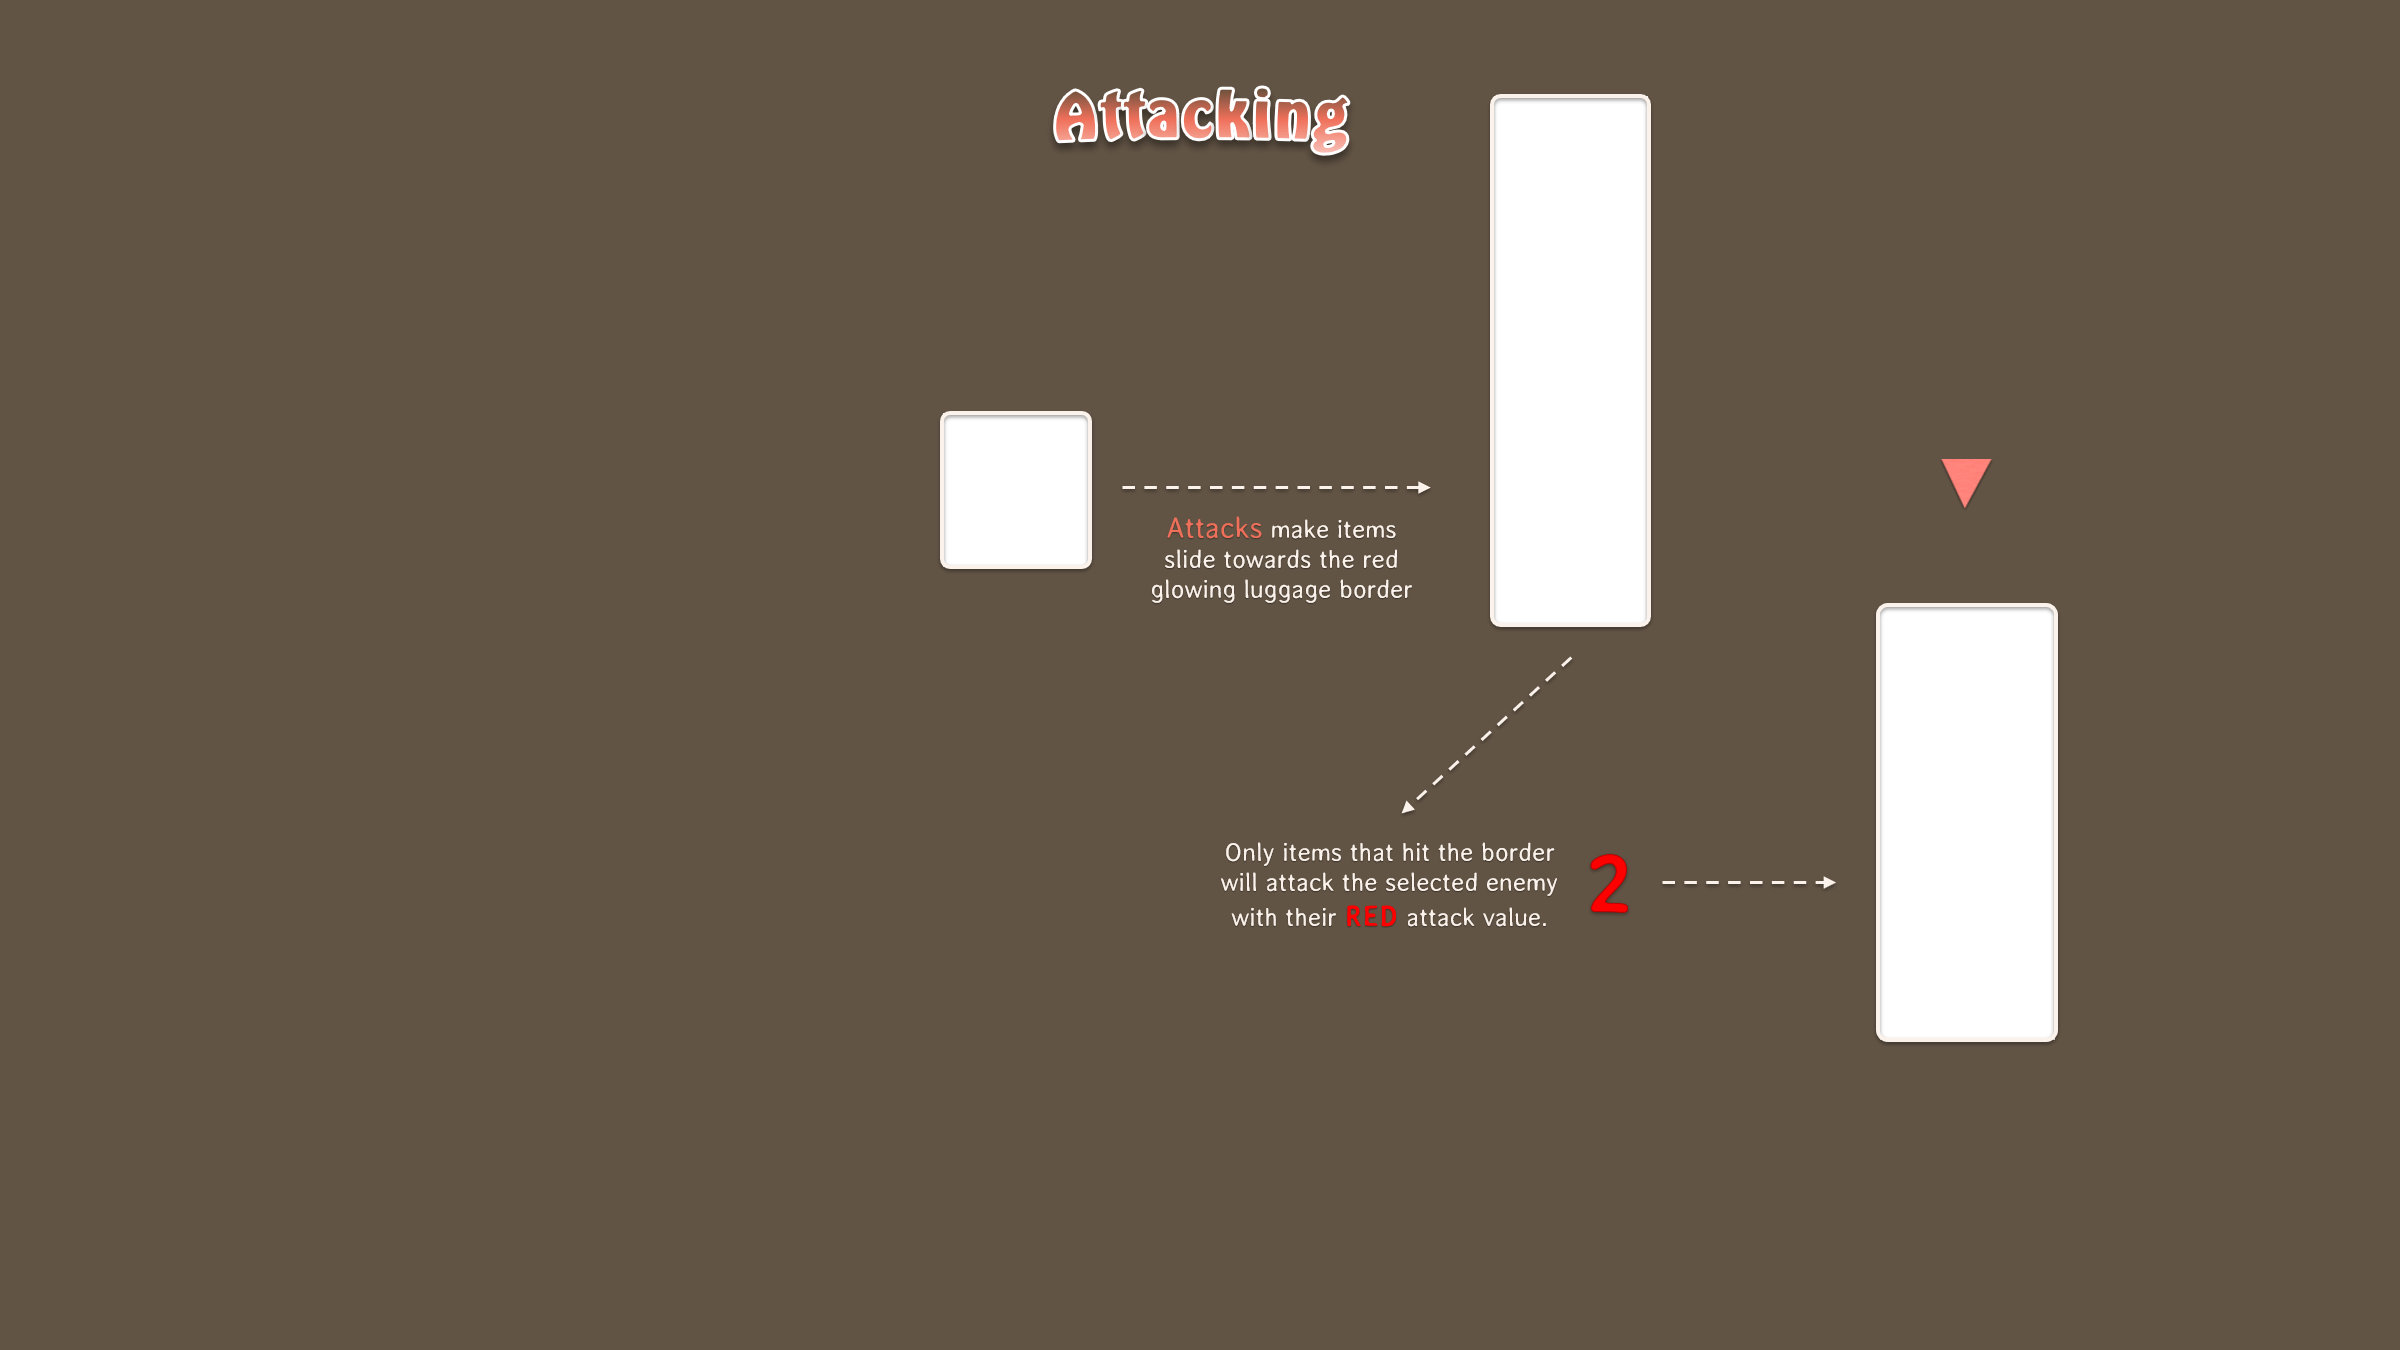 Attacking
Attacks make items
slide towards the red
glowing luggage border
Only items that hit the border
will attack the selected enemy
with their RED attack value.
2